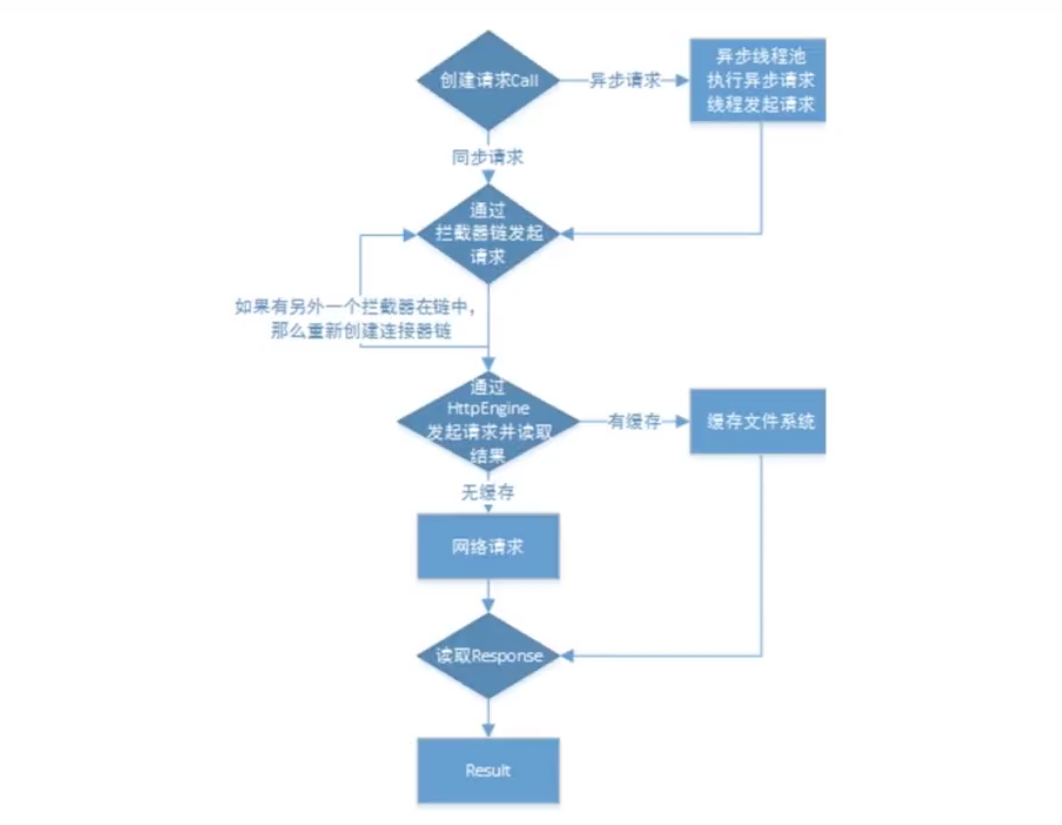 创建请求Call
异步请求
异步线程池
执行异步请求
线程发起请求
同步请求
通过
拦截器链发起
请求
如果有另外一个拦截器在链中，
那么重新创建连接器链
通过
HttpEngine
发起请求并读取
结果
有缓存
缓存文件系统
无缓存
网络请求
读取Response
Result